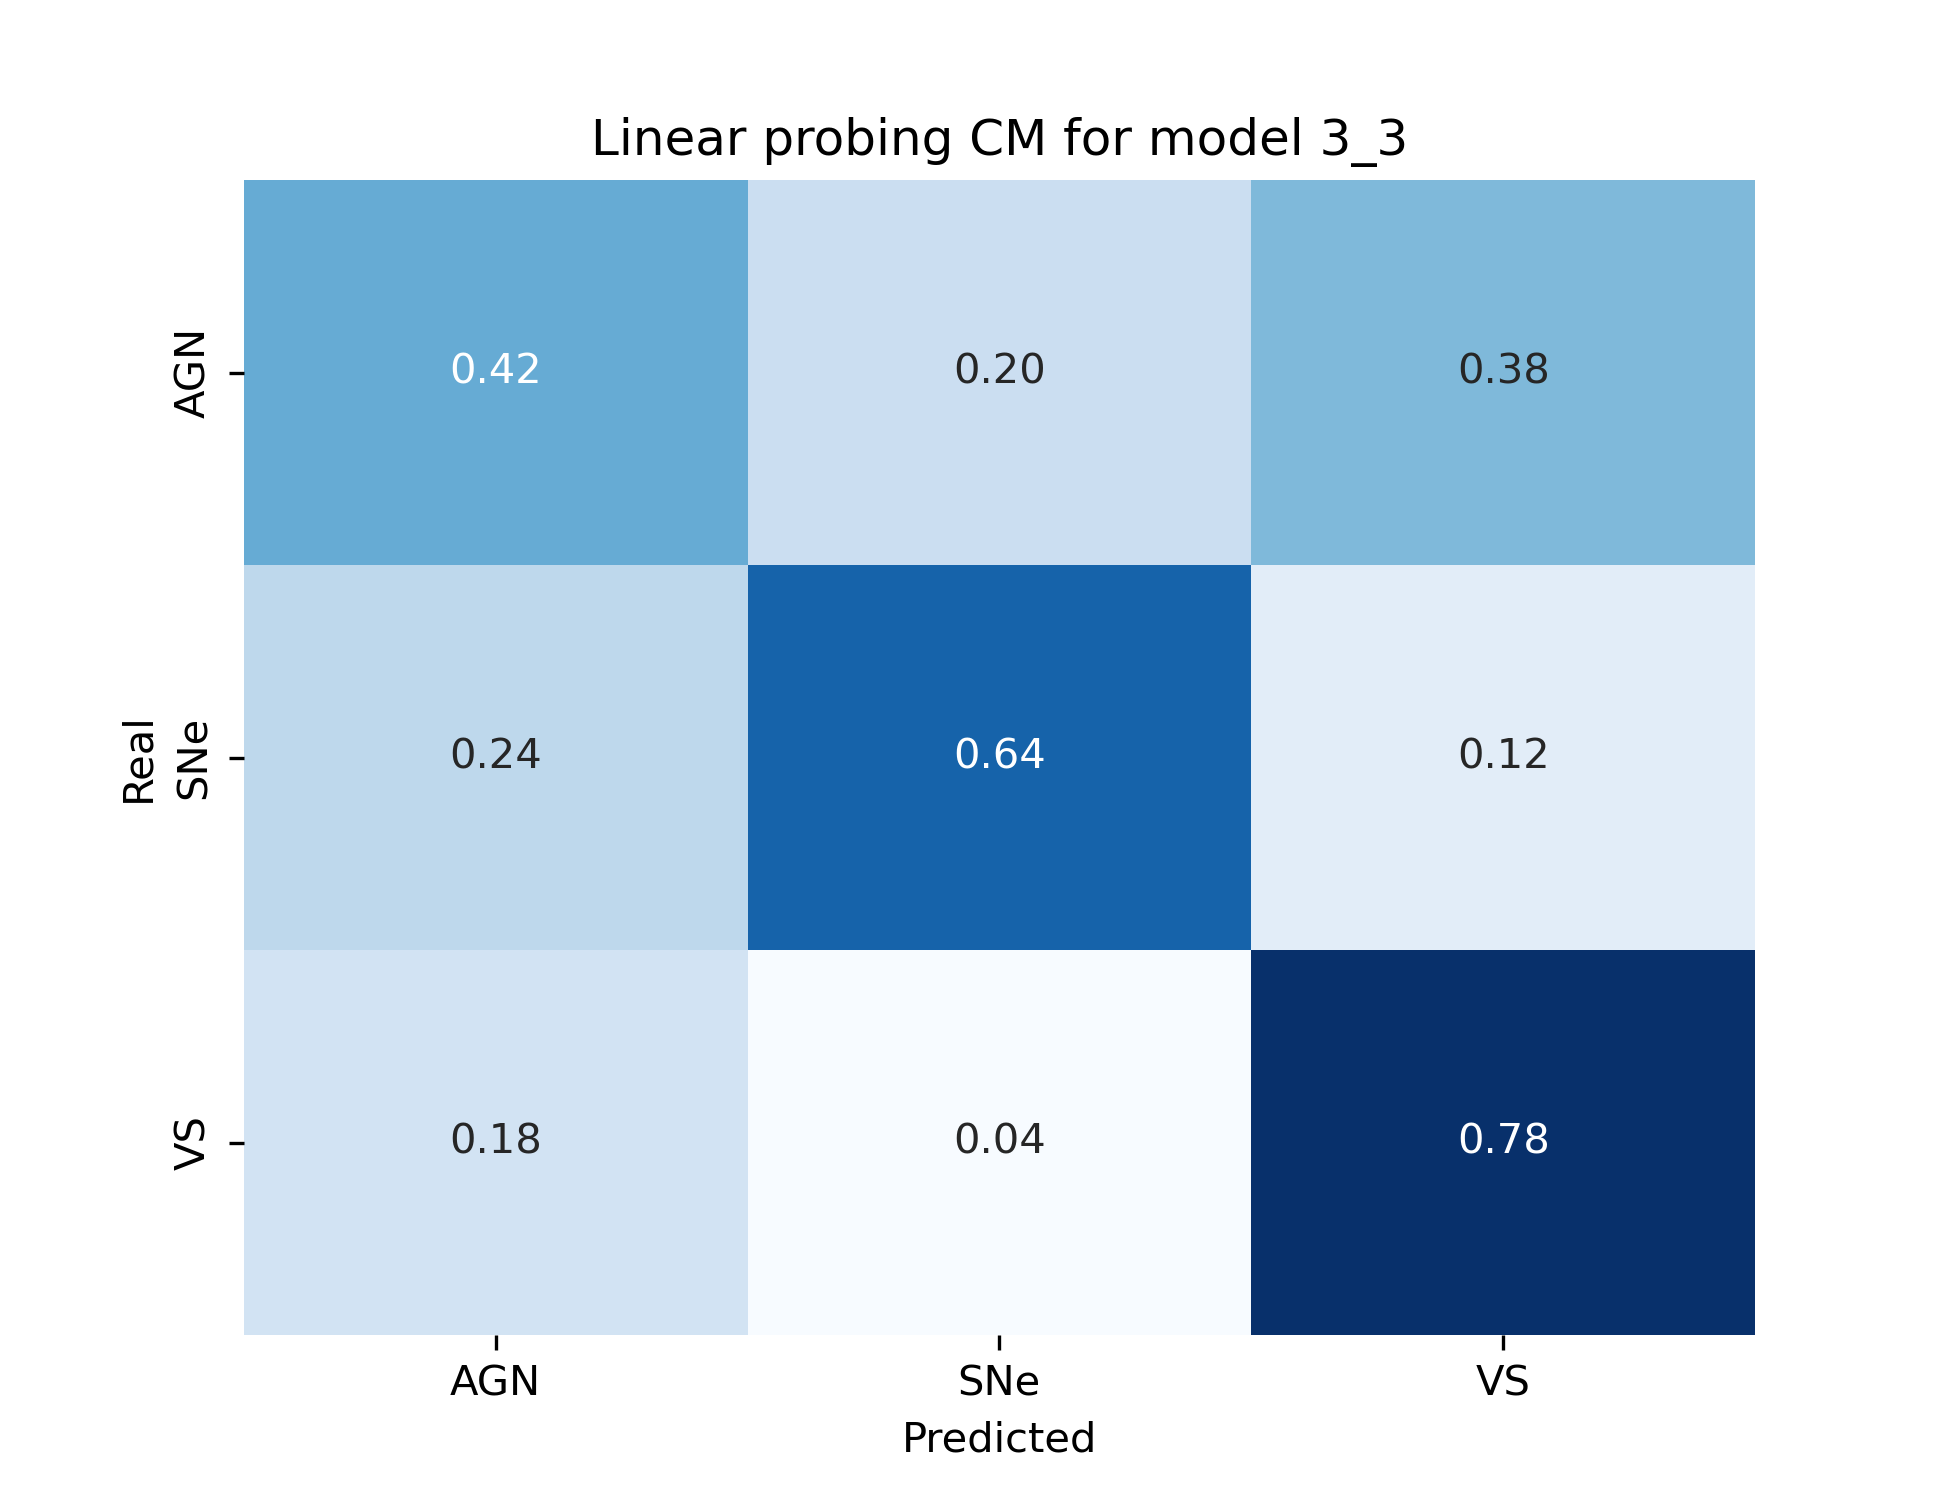 Linear probing CM for model 3_3
AGN
0.42
0.20
0.38
Real
SNe
0.24
0.64
0.12
VS
0.18
0.04
0.78
AGN
SNe
VS
Predicted